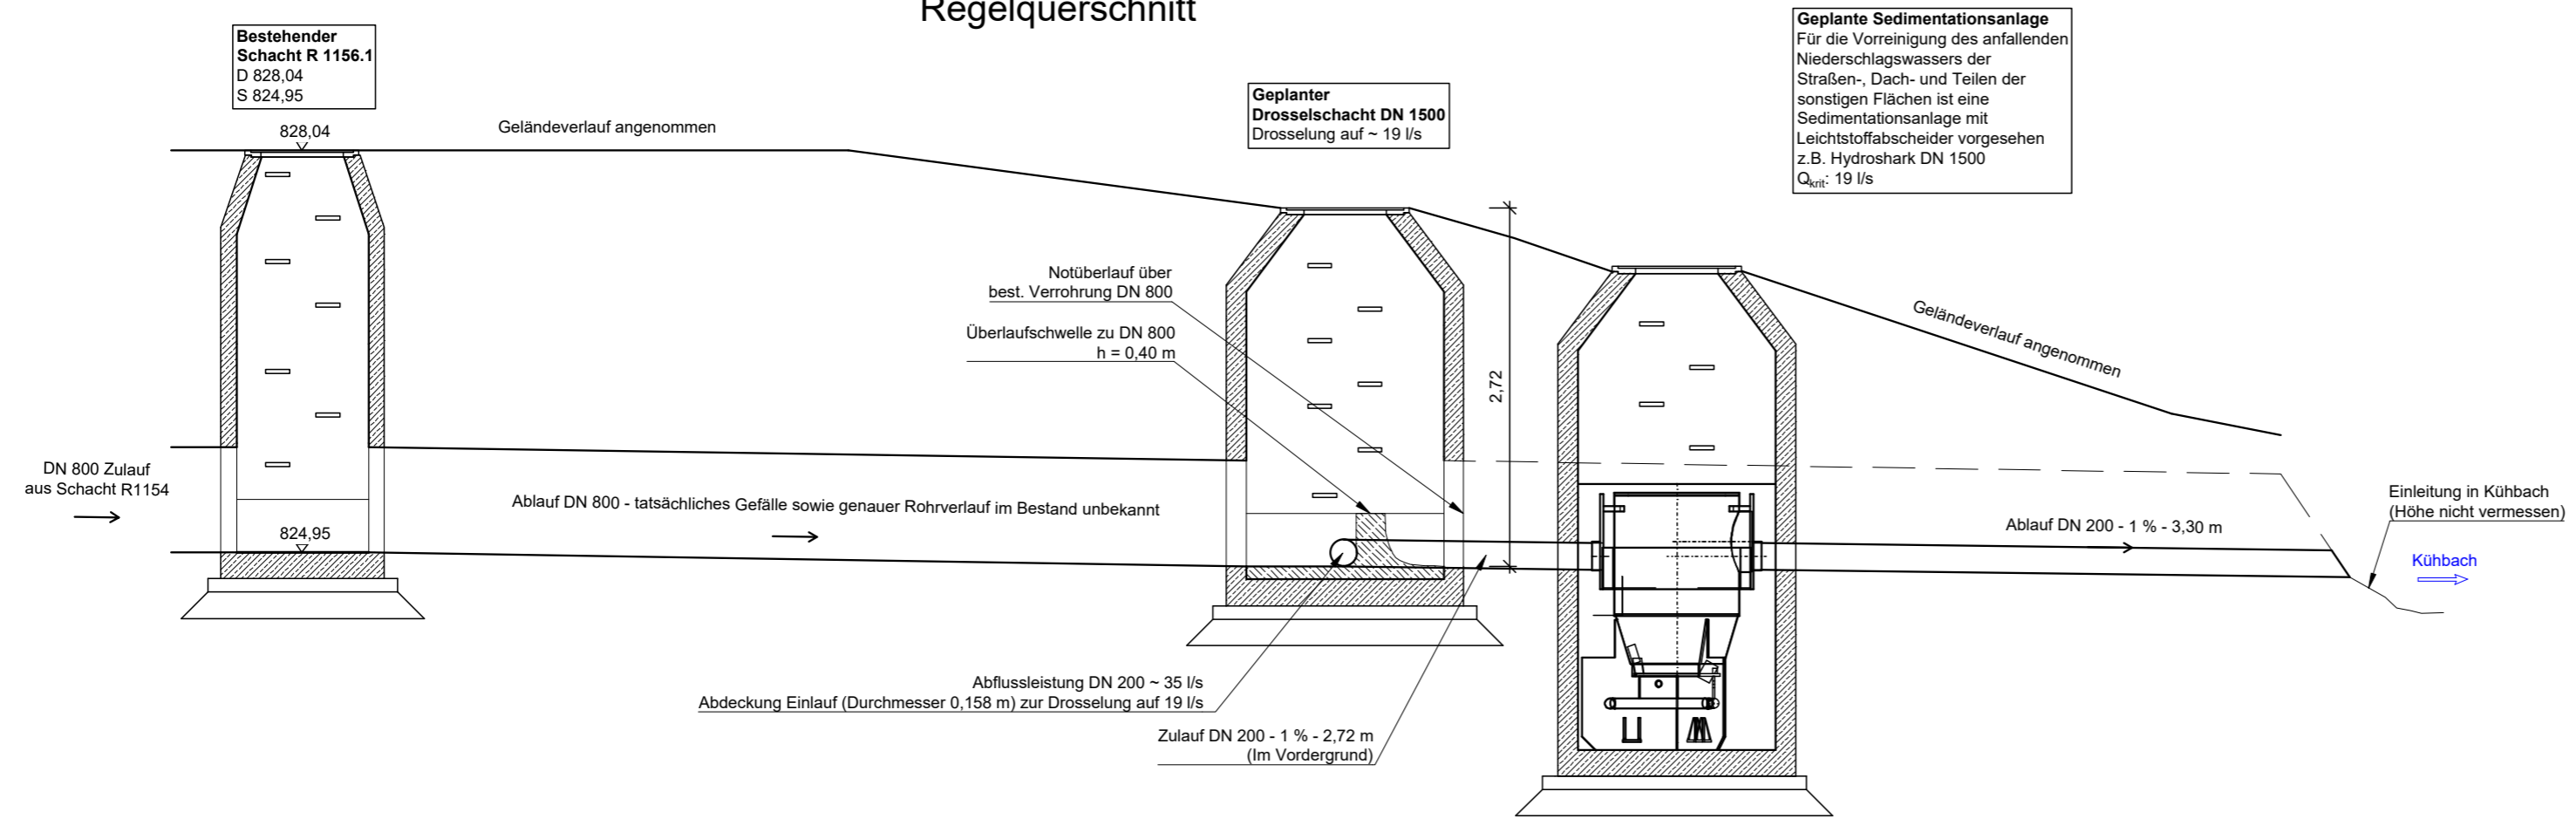 Regelquerschnitt
Bestehender
Schacht R 1156.1
D 828,04
S 824,95
828,04
Geländeverlauf angenommen
Geplanter
Drosselschacht DN 1500
Drosselung auf ~ 19 l/s
Geplante Sedimentationsanlage
Für die Vorreinigung des anfallenden
Niederschlagswassers der
Straßen-, Dach- und Teilen der
sonstigen Flächen ist eine
Sedimentationsanlage mit
Leichtstoffabscheider vorgesehen
z.B. Hydroshark DN 1500
Qkrit: 19 l/s
Notüberlauf über
best. Verrohrung DN 800
Überlaufschwelle zu DN 800
h = 0,40 m
2,72
Geländeverlauf angenommen
DN 800 Zulauf
aus Schacht R1154
824,95
Ablauf DN 800 - tatsächliches Gefälle sowie genauer Rohrverlauf im Bestand unbekannt
Ablauf DN 200 - 1 % - 3,30 m
Einleitung in Kühbach
(Höhe nicht vermessen)
Kühbach
Abflussleistung DN 200 ~ 35 l/s
Abdeckung Einlauf (Durchmesser 0,158 m) zur Drosselung auf 19 l/s
Zulauf DN 200 - 1 % - 2,72 m
(Im Vordergrund)